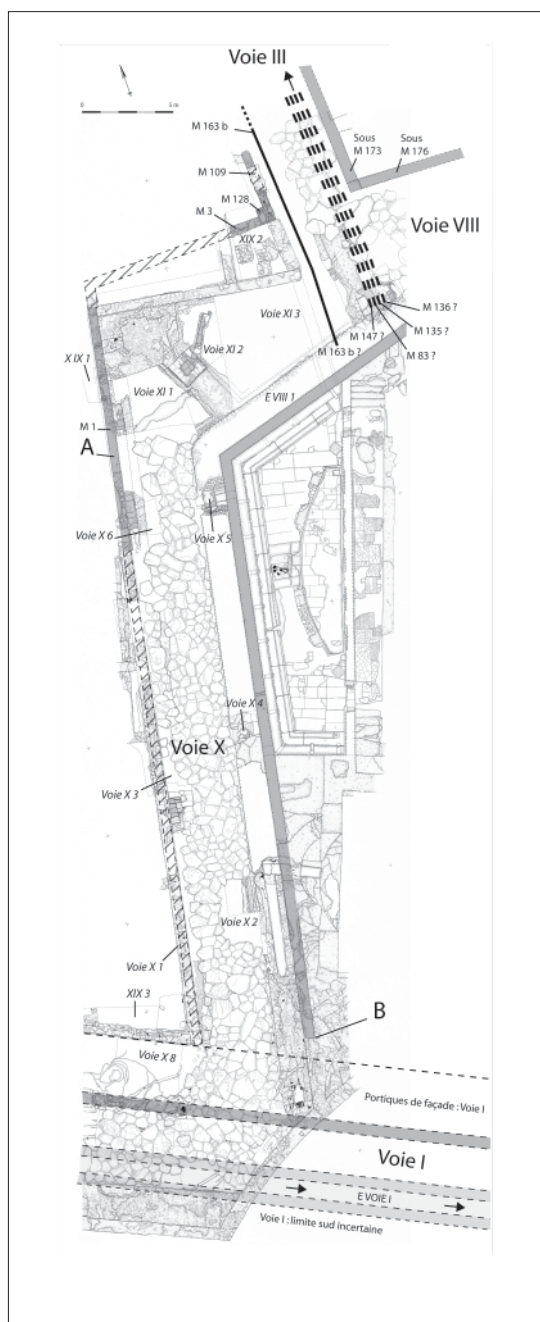 Voie III
0
5 m
M 163 b
Sous
M 173
Sous
M 176
M 109
M 128
M 3
XIX 2
Voie VIII
Voie XI 3
M 136 ?
M 147 ?
M 135 ?
M 163 b ?
M 83 ?
Voie XI 2
X IX 1
Voie XI 1
E VIII 1
M 1
A
Voie X 6
Voie X 5
Voie X 4
Voie X
Voie X 3
Voie X 2
Voie X 1
XIX 3
B
Voie X 8
Portiques de façade : Voie I
Voie I
E VOIE I
Voie I : limite sud incertaine